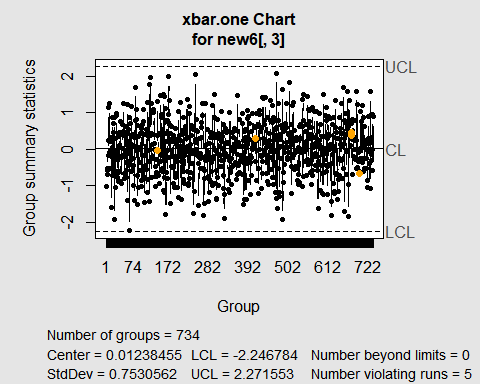 xbar.one Chart
for new6[, 3]
Group summary statistics
2
1
0
-1
-2
UCL
CL
LCL
1 74 172 282 392 502 612 722
Group
Number of groups = 734
Center = 0.01238455 LCL = -2.246784 Number beyond limits = 0
StdDev = 0.7530562 UCL = 2.271553 Number violating runs = 5